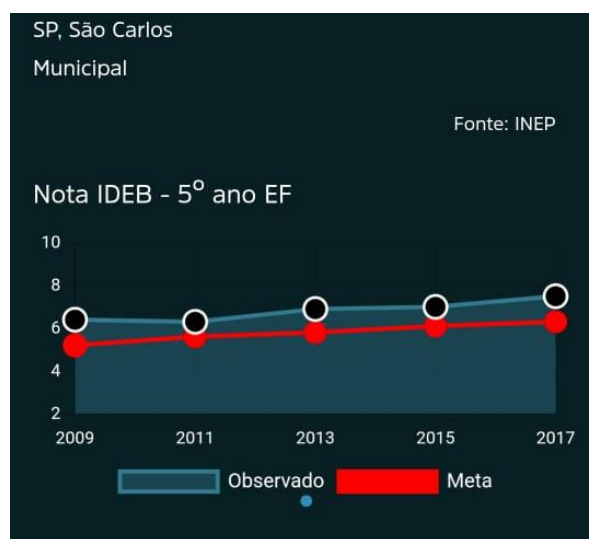 SP, São Carlos
Municipal
Fonte: INEP
Nota IDEB - 5º ano EF
10
8
6
4
2
2009 2011 2013 2015 2017
Observado Meta